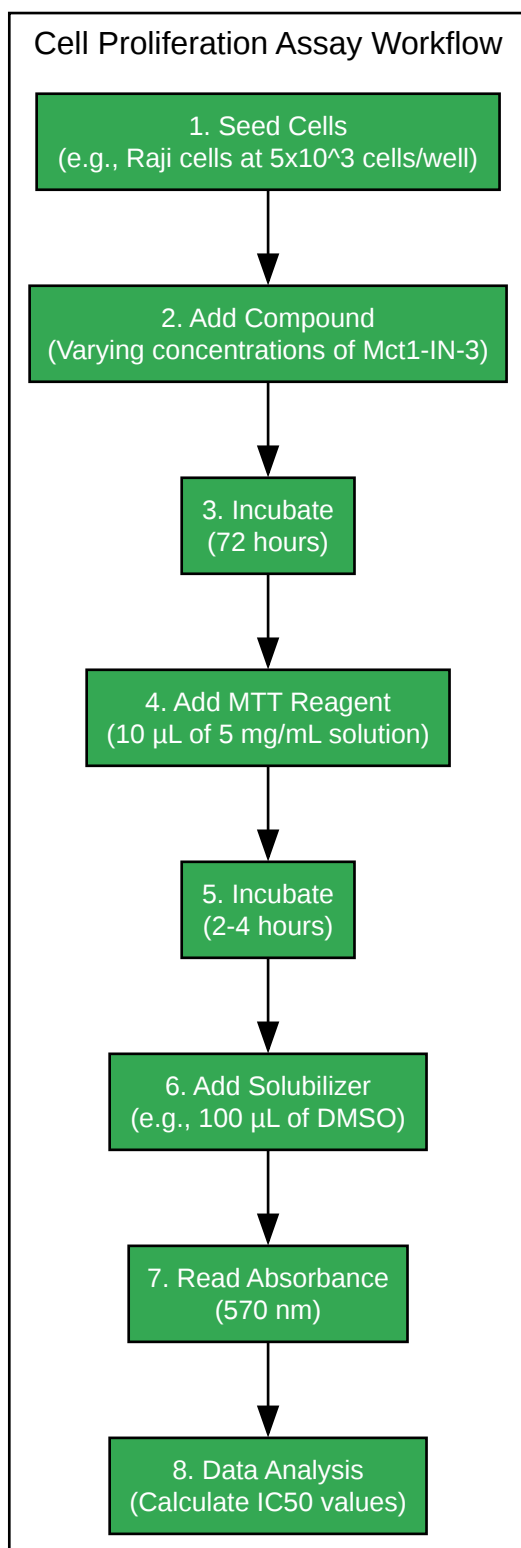 Cell Proliferation Assay Workflow
1. Seed Cells
(e.g., Raji cells at 5x10^3 cells/well)
2. Add Compound
(Varying concentrations of Mct1-IN-3)
3. Incubate
(72 hours)
4. Add MTT Reagent
(10 µL of 5 mg/mL solution)
5. Incubate
(2-4 hours)
6. Add Solubilizer
(e.g., 100 µL of DMSO)
7. Read Absorbance
(570 nm)
8. Data Analysis
(Calculate IC50 values)